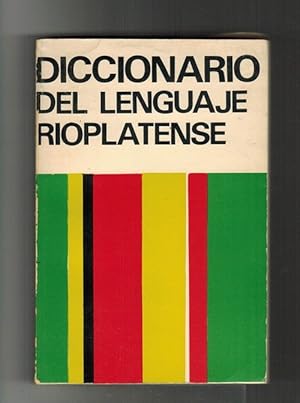 DICCIONARIO
DEL LENGUAJE
RIOPLATENSE